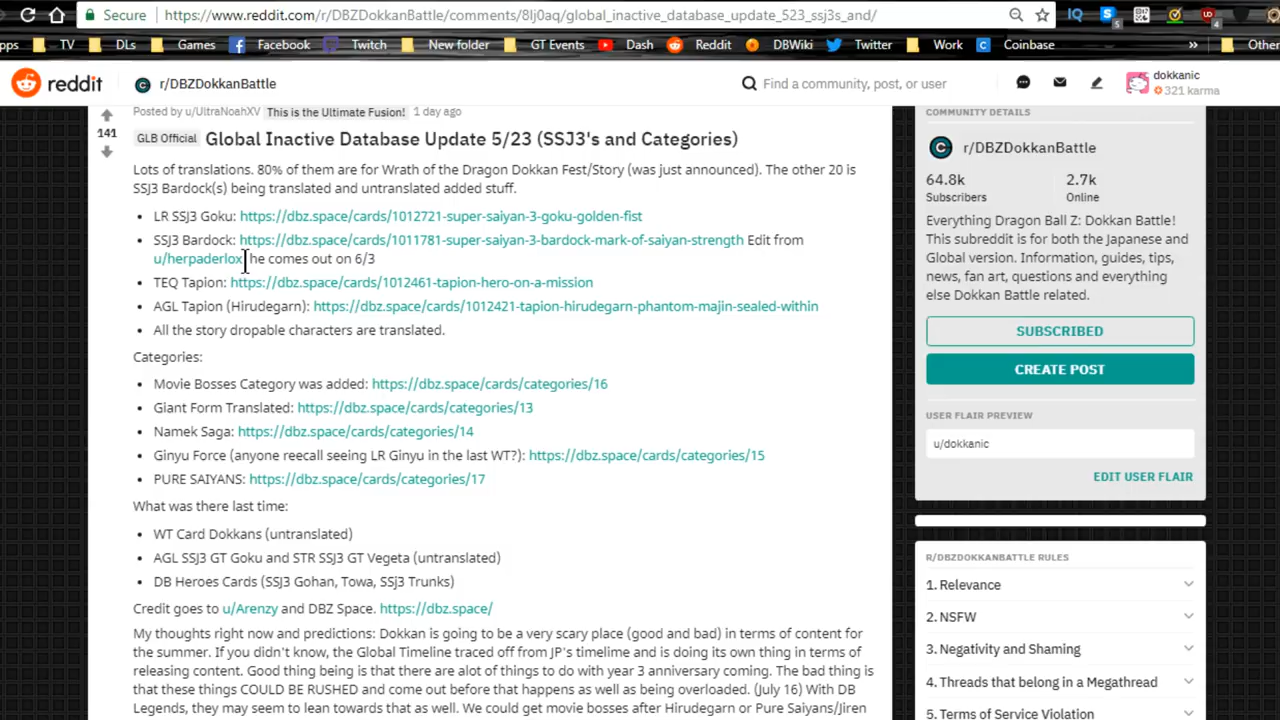 Secure https://www.reddit.com/r/DBZDokkanBattle/comments/8lj0aq/global_inactive_database_update_523_ssj3s_and/
pps TV DLs Games Facebook Twitch New folder GT Events Dash Reddit DBWiki Twitter Work Coinbase » Other
reddit r/DBZDokkanBattle Find a community, post, or user dokkanic
321 karma
Posted by u/UltraNoahXV This is the Ultimate Fusion! 1 day ago
141
GLB Official Global Inactive Database Update 5/23 (SSJ3's and Categories)
Lots of translations. 80% of them are for Wrath of the Dragon Dokkan Fest/Story (was just announced). The other 20 is
SSJ3 Bardock(s) being translated and untranslated added stuff.
• LR SSJ3 Goku: https://dbz.space/cards/1012721-super-saiyan-3-goku-golden-fist
• SSJ3 Bardock: https://dbz.space/cards/1011781-super-saiyan-3-bardock-mark-of-saiyan-strength Edit from
u/herpaderlox he comes out on 6/3
• TEQ Tapion: https://dbz.space/cards/1012461-tapion-hero-on-a-mission
• AGL Tapion (Hirudegarn): https://dbz.space/cards/1012421-tapion-hirudegarn-phantom-majin-sealed-within
• All the story dropable characters are translated.
Categories:
• Movie Bosses Category was added: https://dbz.space/cards/categories/16
• Giant Form Translated: https://dbz.space/cards/categories/13
• Namek Saga: https://dbz.space/cards/categories/14
• Ginyu Force (anyone reecall seeing LR Ginyu in the last WT?): https://dbz.space/cards/categories/15
• PURE SAIYANS: https://dbz.space/cards/categories/17
What was there last time:
• WT Card Dokkans (untranslated)
• AGL SSJ3 GT Goku and STR SSJ3 GT Vegeta (untranslated)
• DB Heroes Cards (SSJ3 Gohan, Towa, SSj3 Trunks)
Credit goes to u/Arenzy and DBZ Space. https://dbz.space/
My thoughts right now and predictions: Dokkan is going to be a very scary place (good and bad) in terms of content for
the summer. If you didn't know, the Global Timeline traced off from JP's timelime and is doing its own thing in terms of
releasing content. Good thing being is that there are alot of things to do with year 3 anniversary coming. The bad thing is
that these things COULD BE RUSHED and come out before that happens as well as being overloaded. (July 16) With DB
Legends, they may seem to lean towards that as well. We could get movie bosses after Hirudegarn or Pure Saiyans/Jiren
COMMUNITY DETAILS
r/DBZDokkanBattle
64.8k 2.7k
Subscribers Online
Everything Dragon Ball Z: Dokkan Battle!
This subreddit is for both the Japanese and
Global version. Information, guides, tips,
news, fan art, questions and everything
else Dokkan Battle related.
SUBSCRIBED
CREATE POST
USER FLAIR PREVIEW
u/dokkanic
EDIT USER FLAIR
R/DBZDOKKANBATTLE RULES
1. Relevance
2. NSFW
3. Negativity and Shaming
4. Threads that belong in a Megathread
5. Terms of Service Violation